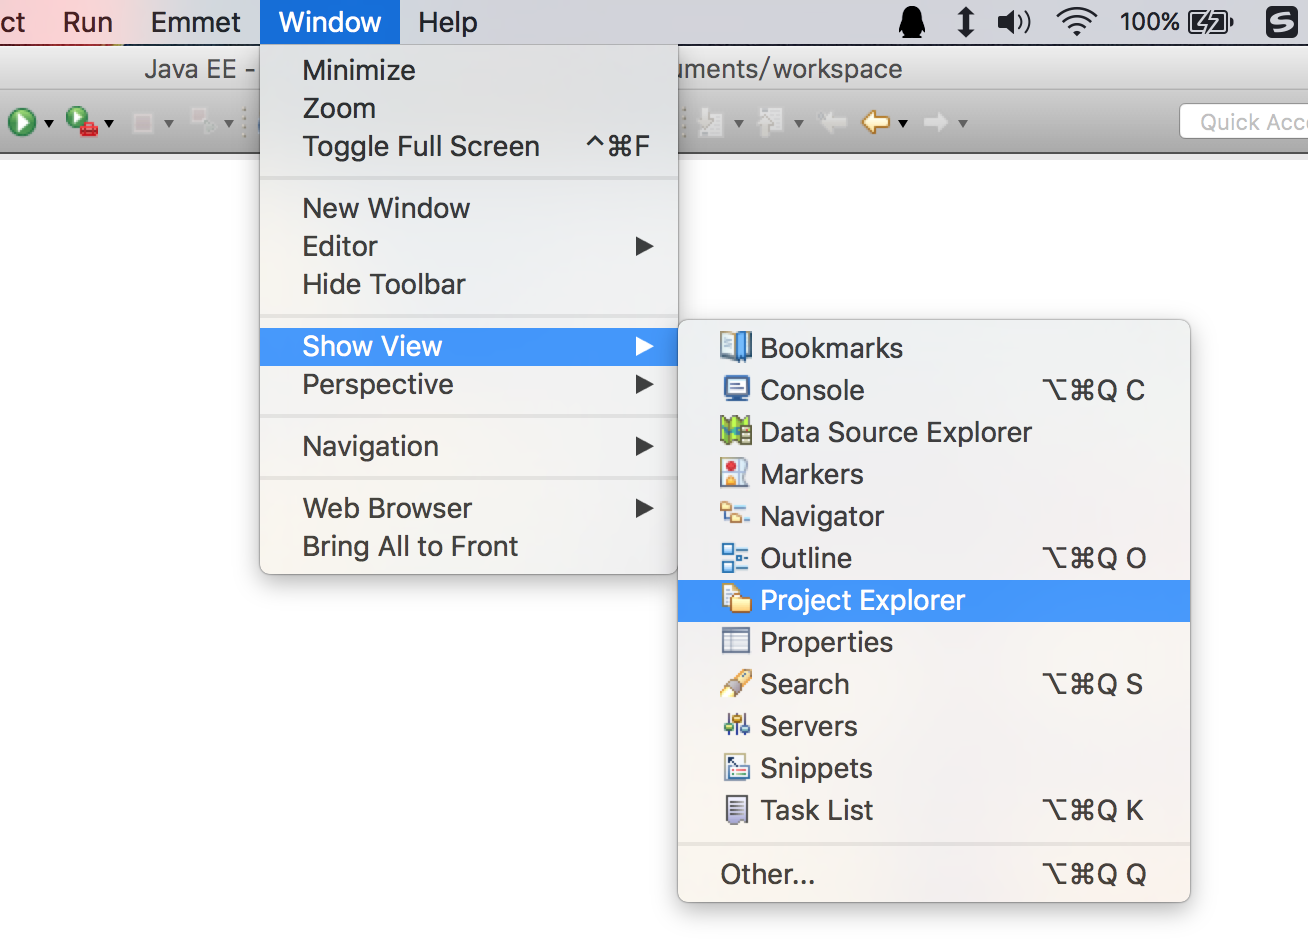 ct Run Emmet Window Help 100%
Java EE - uments/workspace
Quick Acc
Minimize
Zoom
Toggle Full Screen ^⌘F
New Window
Editor
Hide Toolbar
Show View
Perspective
Navigation
Web Browser
Bring All to Front
Bookmarks
Console ⌥⌘Q C
Data Source Explorer
Markers
Navigator
Outline ⌥⌘Q O
Project Explorer
Properties
Search ⌥⌘Q S
Servers
Snippets
Task List ⌥⌘Q K
Other... ⌥⌘Q Q